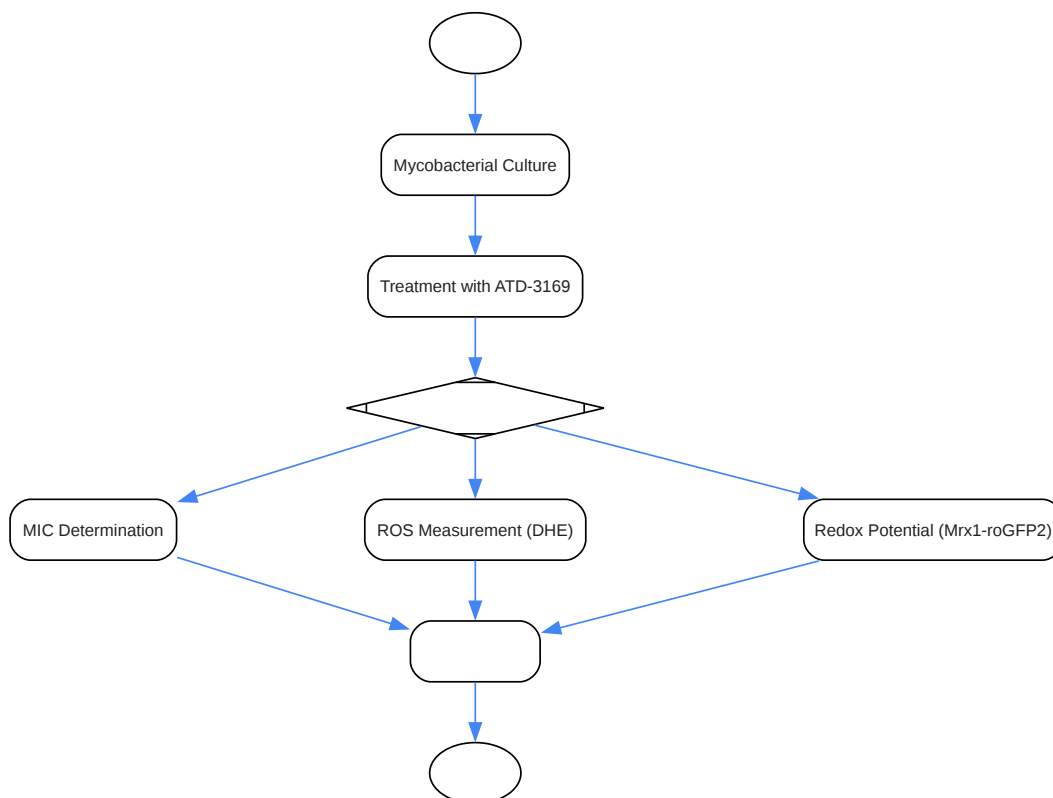 Mycobacterial Culture
Treatment with ATD-3169
MIC Determination
ROS Measurement (DHE)
Redox Potential (Mrx1-roGFP2)